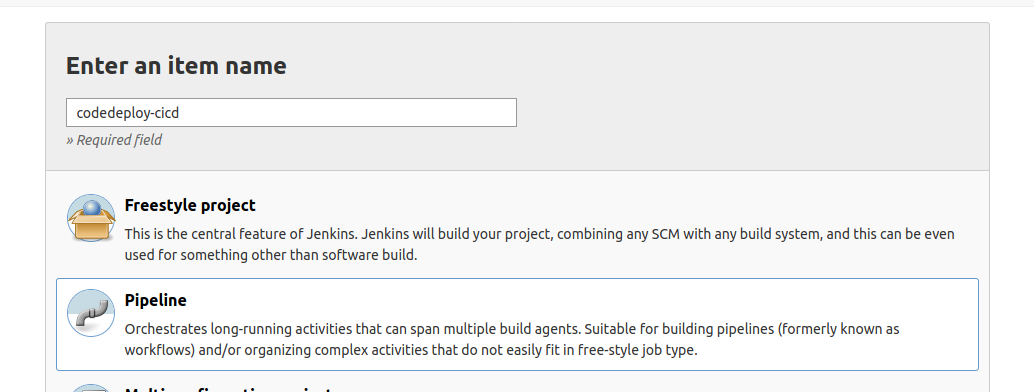 Enter an item name
codedeploy-cicd
» Required field
Freestyle project
This is the central feature of Jenkins. Jenkins will build your project, combining any SCM with any build system, and this can be even
used for something other than software build.
Pipeline
Orchestrates long-running activities that can span multiple build agents. Suitable for building pipelines (formerly known as
workflows) and/or organizing complex activities that do not easily fit in free-style job type.